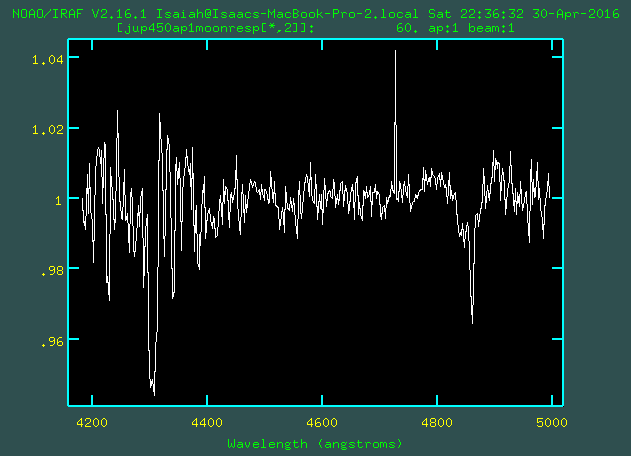 NOAO/IRAF V2.16.1 Isaiah@Isaacs-MacBook-Pro-2.local Sat 22:36:32 30-Apr-2016
[jup450ap1moonresp[*,2]]: 60. ap:1 beam:1
1.04
1.02
1
.98
.96
4200 4400 4600 4800 5000
Wavelength (angstroms)